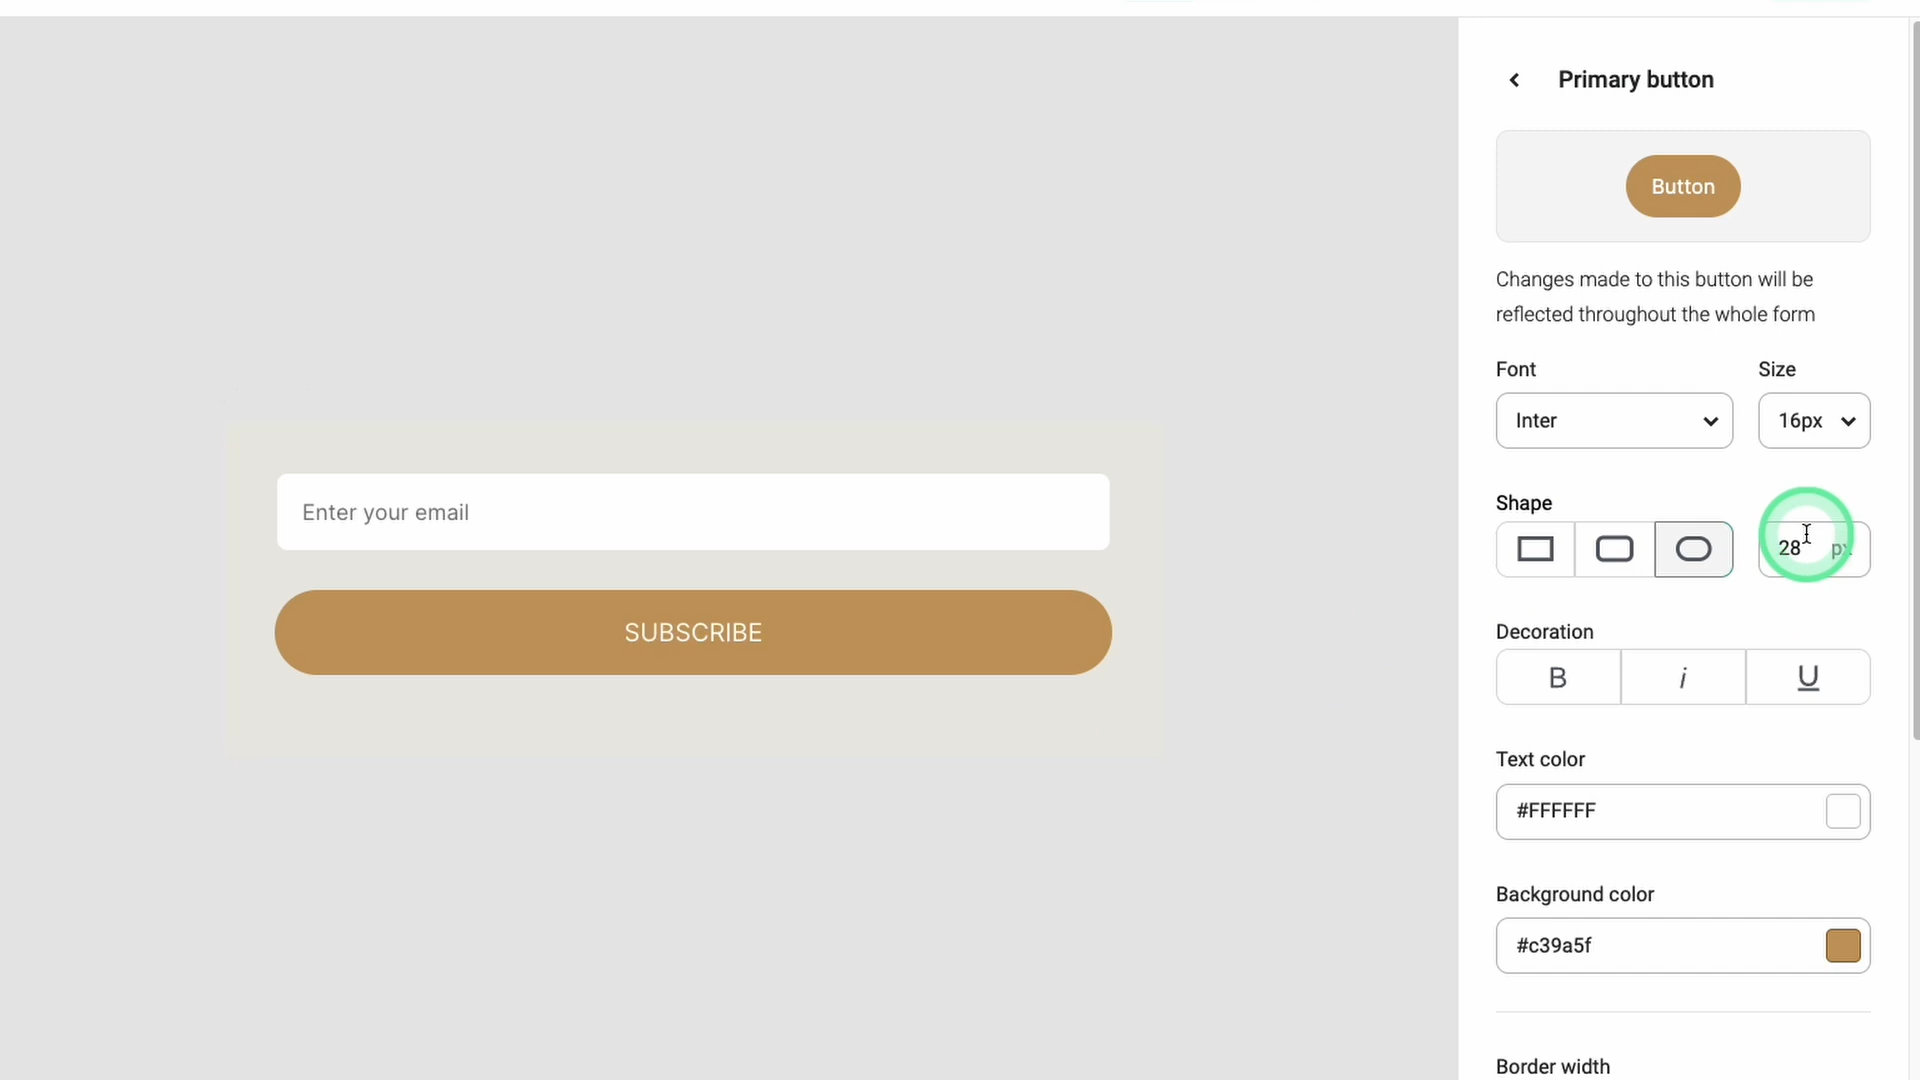 Primary button
Button
Changes made to this button will be
reflected throughout the whole form
Font
Size
Inter
16px
Shape
28
px
Decoration
B
i
U
Text color
#FFFFFF
Background color
#c39a5f
Border width
Enter your email
SUBSCRIBE